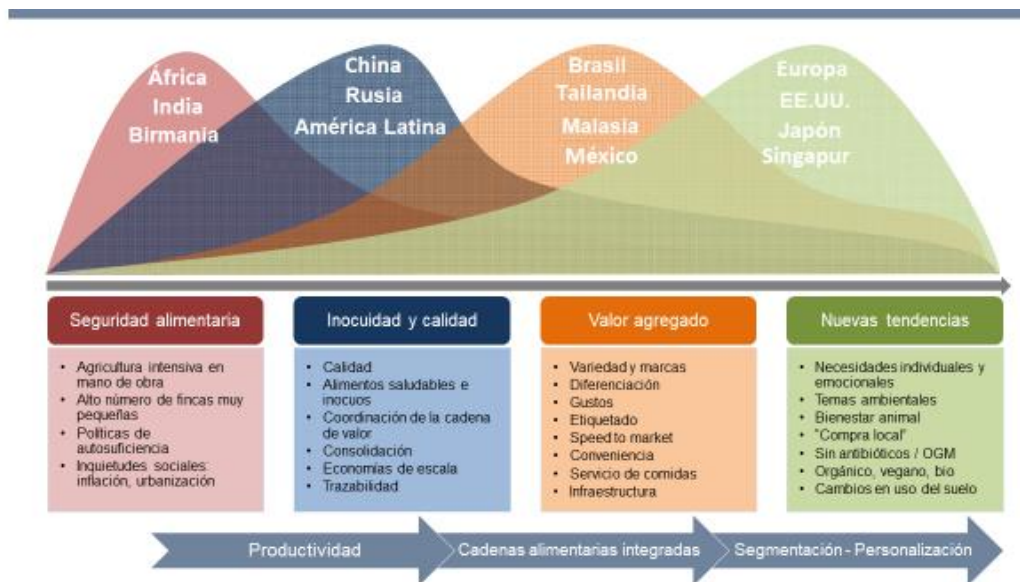 África
India
Birmania
China
Rusia
América Latina
Brasil
Tailandia
Malasia
México
Europa
EE.UU.
Japón
Singapur
Seguridad alimentaria
• Agricultura intensiva en
mano de obra
• Alto número de fincas muy
pequeñas
• Políticas de
autosuficiencia
• Inquietudes sociales:
inflación, urbanización
Inocuidad y calidad
• Calidad
• Alimentos saludables e
inocuos
• Coordinación de la cadena
de valor
• Consolidación
• Economías de escala
• Trazabilidad
Valor agregado
• Variedad y marcas
• Diferenciación
• Gustos
• Etiquetado
• Speed to market
• Conveniencia
• Servicio de comidas
• Infraestructura
Nuevas tendencias
• Necesidades individuales y
emocionales
• Temas ambientales
• Bienestar animal
• "Compra local"
• Sin antibióticos / OGM
• Orgánico, vegano, bio
• Cambios en uso del suelo
Productividad
Cadenas alimentarias integradas
Segmentación - Personalización